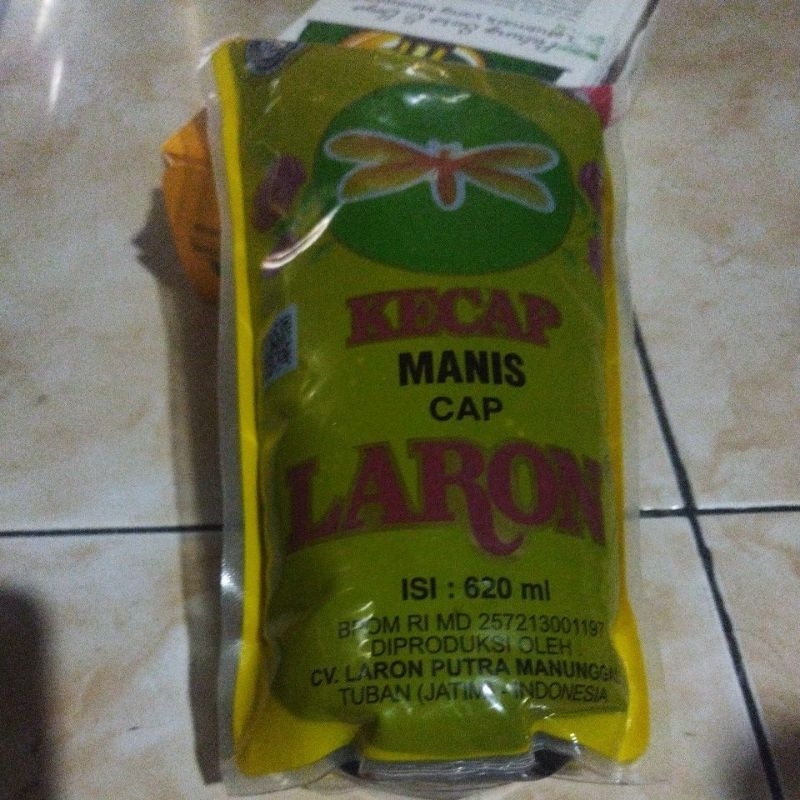 KECAP
MANIS
CAP
LARON
ISI : 620 ml
BPOM RI MD 257213001197
DIPRODUKSI OLEH :
CV. LARON PUTRA MANUNGGAL
TUBAN (JATIM) - INDONESIA